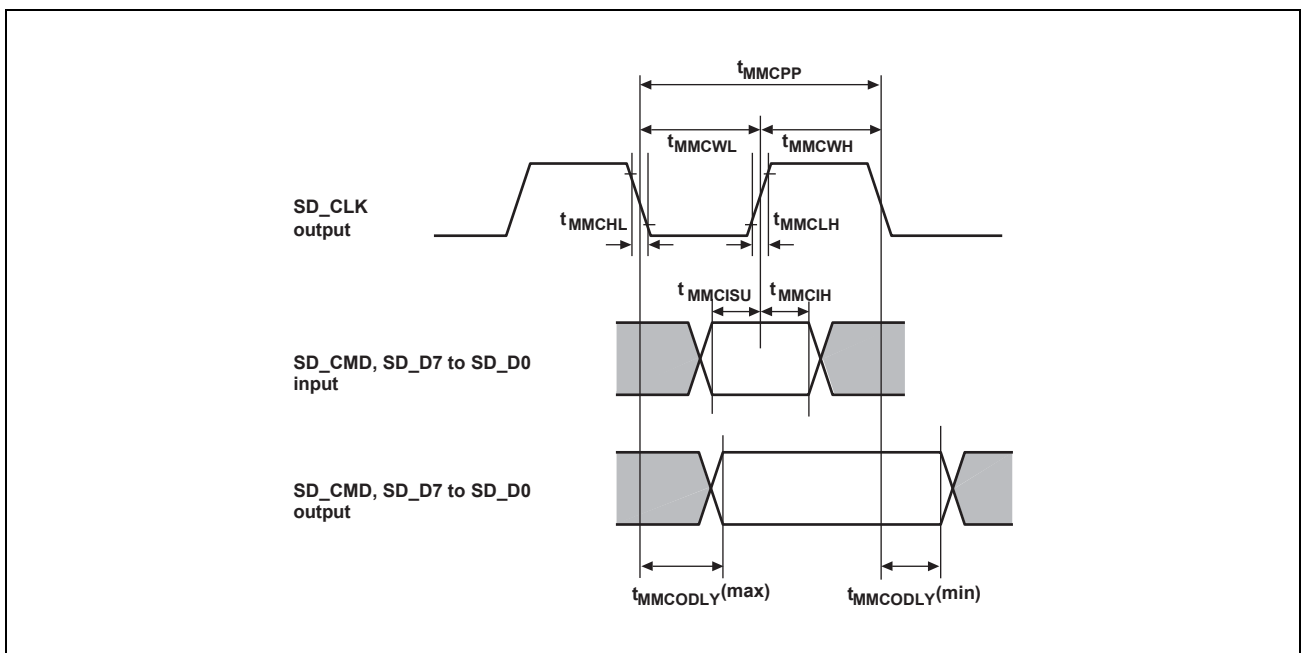 tMMCPP
tMMCWL tMMCWH
SD_CLK
output
tMMCHL tMMCLH
tMMCISU tMMCIH
SD_CMD, SD_D7 to SD_D0
input
SD_CMD, SD_D7 to SD_D0
output
tMMCODLY(max) tMMCODLY(min)